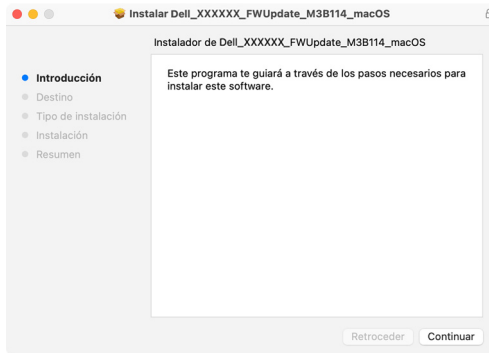 Instalar Dell_XXXXXX_FWUpdate_M3B114_macOS
Instalador de Dell_XXXXXX_FWUpdate_M3B114_macOS
Introducción
Destino
Tipo de instalación
Instalación
Resumen
Este programa te guiará a través de los pasos necesarios para
instalar este software.
Retroceder
Continuar